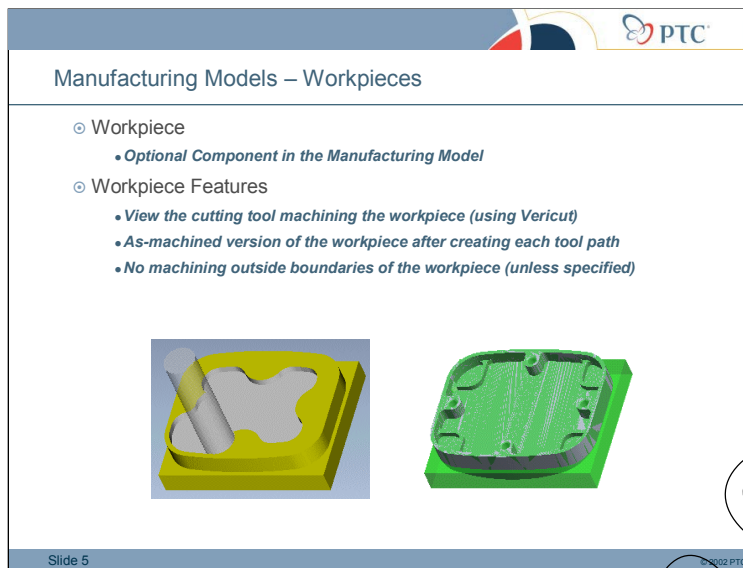 PTC
Manufacturing Models – Workpieces
Workpiece
Optional Component in the Manufacturing Model
Workpiece Features
View the cutting tool machining the workpiece (using Vericut)
As-machined version of the workpiece after creating each tool path
No machining outside boundaries of the workpiece (unless specified)
Slide 5
© 2002 PTC